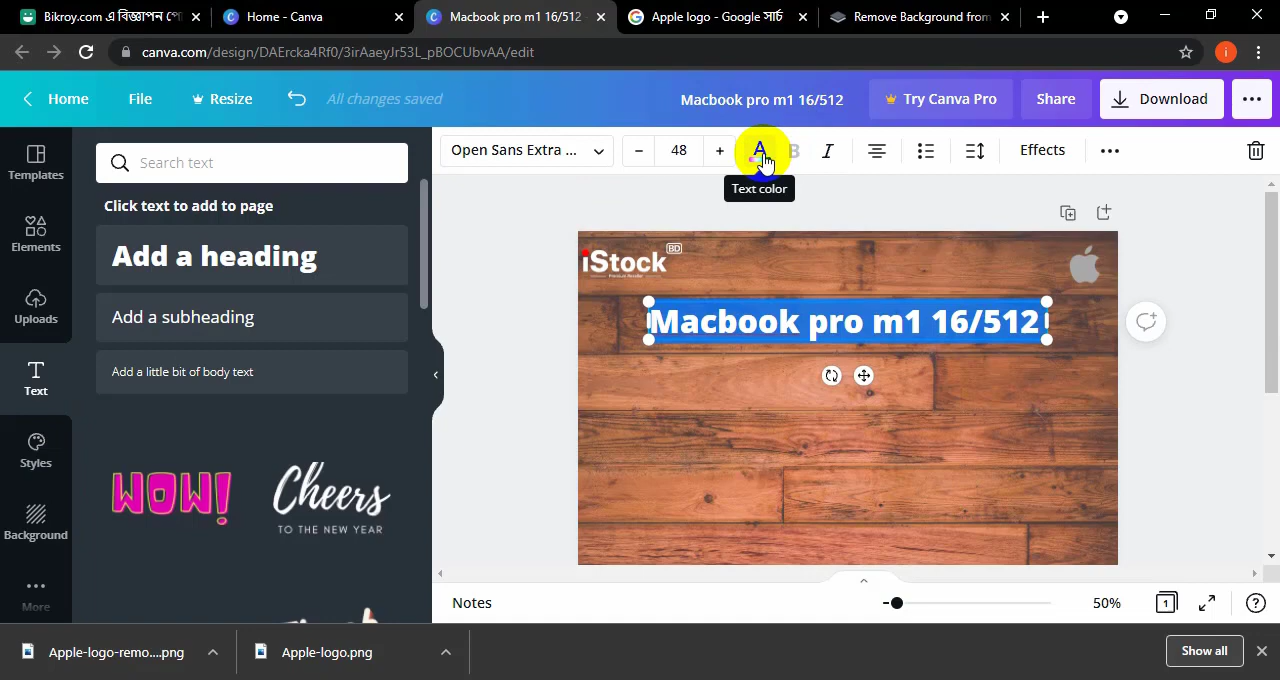 Bikroy.com এ বিজ্ঞাপন পো
Home - Canva
Macbook pro m1 16/512
Apple logo - Google সার্চ
Remove Background from
canva.com/design/DAErcka4Rf0/3irAaeyJr53L_pBOCUbvAA/edit
i
Home
File
Resize
All changes saved
Macbook pro m1 16/512
Try Canva Pro
Share
Download
Templates
Elements
Uploads
Text
Styles
Background
More
Search text
Click text to add to page
Add a heading
Add a subheading
Add a little bit of body text
WOW!
Cheers
TO THE NEW YEAR
Open Sans Extra ...
48
A
B
I
Effects
Text color
iStock BD
Premium Reseller
Macbook pro m1 16/512
Notes
50%
1
Apple-logo-remo....png
Apple-logo.png
Show all